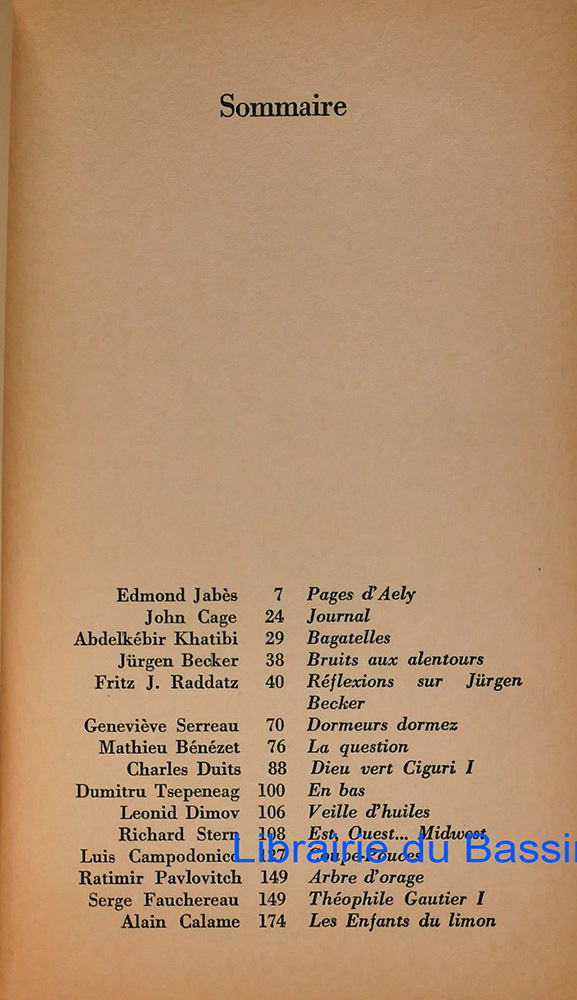 Sommaire
Edmond Jabès 7 Pages d'Aely
John Cage 24 Journal
Abdelkébir Khatibi 29 Bagatelles
Jürgen Becker 38 Bruits aux alentours
Fritz J. Raddatz 40 Réflexions sur Jürgen
Becker
Geneviève Serreau 70 Dormeurs dormez
Mathieu Bénézet 76 La question
Charles Duits 88 Dieu vert Ciguri I
Dumitru Tsepeneag 100 En bas
Leonid Dimov 106 Veille d'huiles
Richard Stern 108 Est, Ouest... Midwest
Luis Campodonico 127 Coupe-Pouces
Librairie du Bassin
Ratimir Pavlovitch 149 Arbre d'orage
Serge Fauchereau 149 Théophile Gautier I
Alain Calame 174 Les Enfants du limon